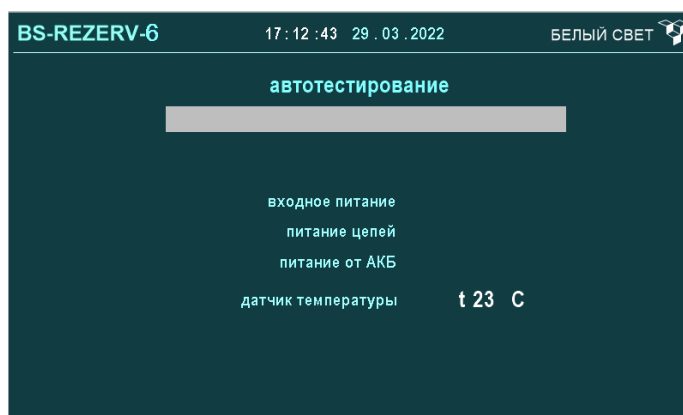 BS-REZERV-6 17:12:43 29.03.2022 БЕЛЫЙ СВЕТ
автотестирование
входное питание
питание цепей
питание от АКБ
датчик температуры t 23 C